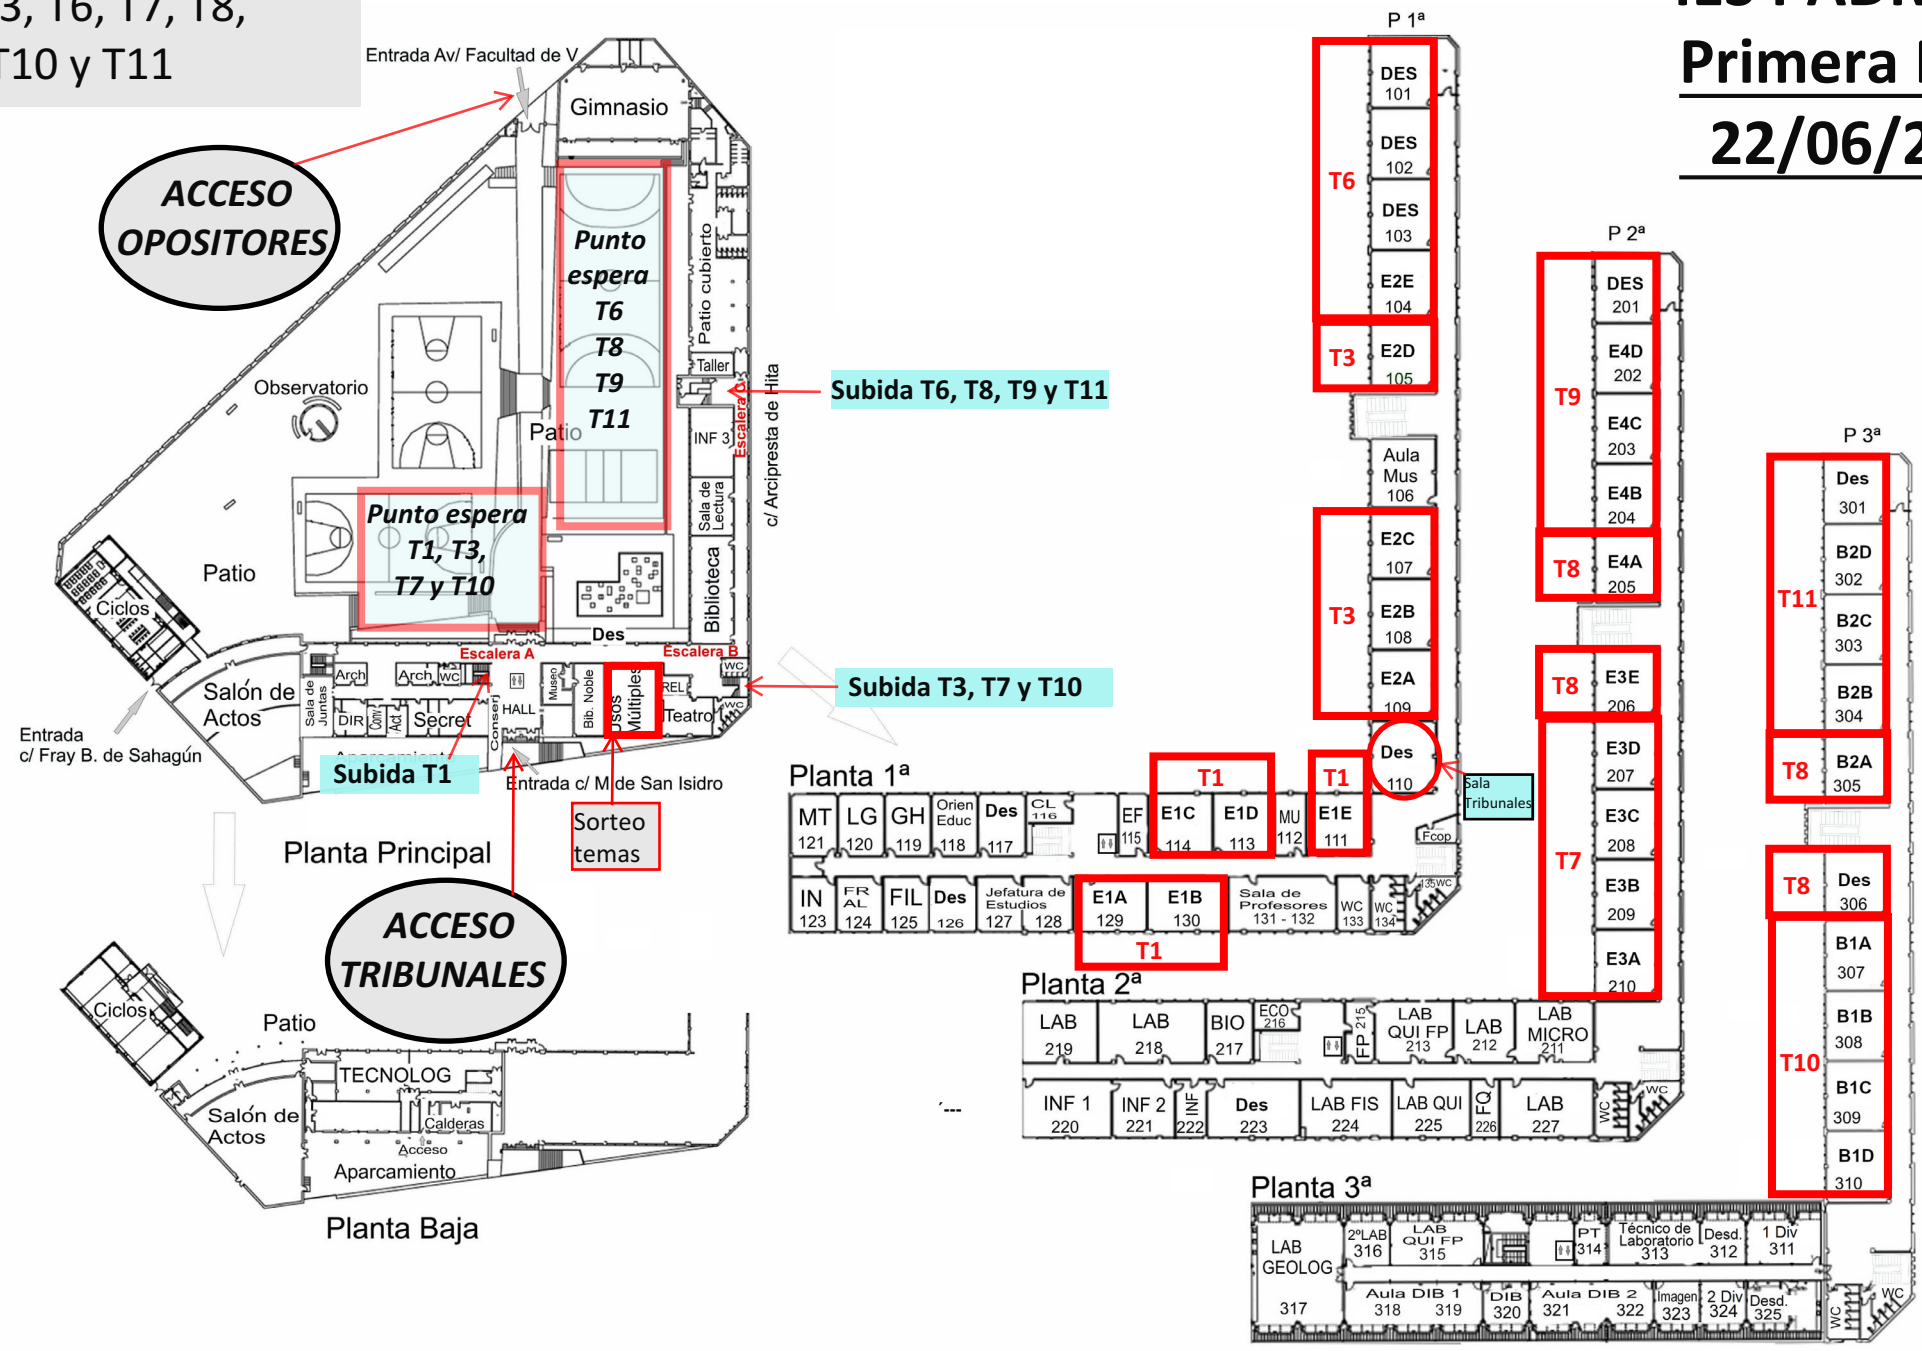 T6, T7, T8,
T10 y T11
Primera
22/06/2
Entrada Av/ Facultad de V
Gimnasio
ACCESO
OPOSITORES
Punto
espera
T6
T8
T9
T11
Patio cubierto
Taller
Escalera
c/ Arcipresta de Hita
Subida T6, T8, T9 y T11
Observatorio
Patio
INF 3
Sala de
Lectura
Biblioteca
Punto espera
T1, T3,
T7 y T10
Patio
Ciclos
Des
Escalera A
Escalera B
Salón de
Actos
Sala de
Juntas
Arch
Arch
WC
DIR
Conv
Act
Secret
Conserj
HALL
Museo
Bib. Noble
Usos
Múltiples
REL
Teatro
WC
WC
Subida T3, T7 y T10
Entrada
c/ Fray B. de Sahagún
Aparcamiento
Subida T1
Entrada c/ M de San Isidro
Sorteo
temas
Planta Principal
ACCESO
TRIBUNALES
Ciclos
Patio
TECNOLOG
Salón de
Actos
Calderas
Acceso
Aparcamiento
Planta Baja
P 1ª
T6
DES
101
DES
102
DES
103
E2E
104
T3
E2D
105
Aula
Mus
106
T3
E2C
107
E2B
108
E2A
109
Des
110
Sala
Tribunales
Planta 1ª
T1
T1
MT
121
LG
120
GH
119
Orien
Educ
118
Des
117
CL
116
EF
115
E1C
114
E1D
113
MU
112
E1E
111
Fcop
IN
123
FR
AL
124
FIL
125
Des
126
Jefatura de
Estudios
127
128
E1A
129
E1B
130
T1
Sala de
Profesores
131 - 132
WC
133
WC
134
135WC
P 2ª
T9
DES
201
E4D
202
E4C
203
E4B
204
T8
E4A
205
T8
E3E
206
T7
E3D
207
E3C
208
E3B
209
E3A
210
Planta 2ª
LAB
219
LAB
218
BIO
217
ECO
216
FP 215
LAB
QUI FP
213
LAB
212
LAB
MICRO
211
´---
INF 1
220
INF 2
221
INF
222
Des
223
LAB FIS
224
LAB QUI
225
FQ
226
LAB
227
WC
WC
P 3ª
T11
Des
301
B2D
302
B2C
303
B2B
304
T8
B2A
305
T8
Des
306
T10
B1A
307
B1B
308
B1C
309
B1D
310
Planta 3ª
LAB
GEOLOG
317
2ºLAB
316
LAB
QUI FP
315
PT
314
Técnico de
Laboratorio
313
Desd.
312
1 Div
311
Aula DIB 1
318 319
DIB
320
Aula DIB 2
321 322
Imagen
323
2 Div
324
Desd.
325
WC
WC